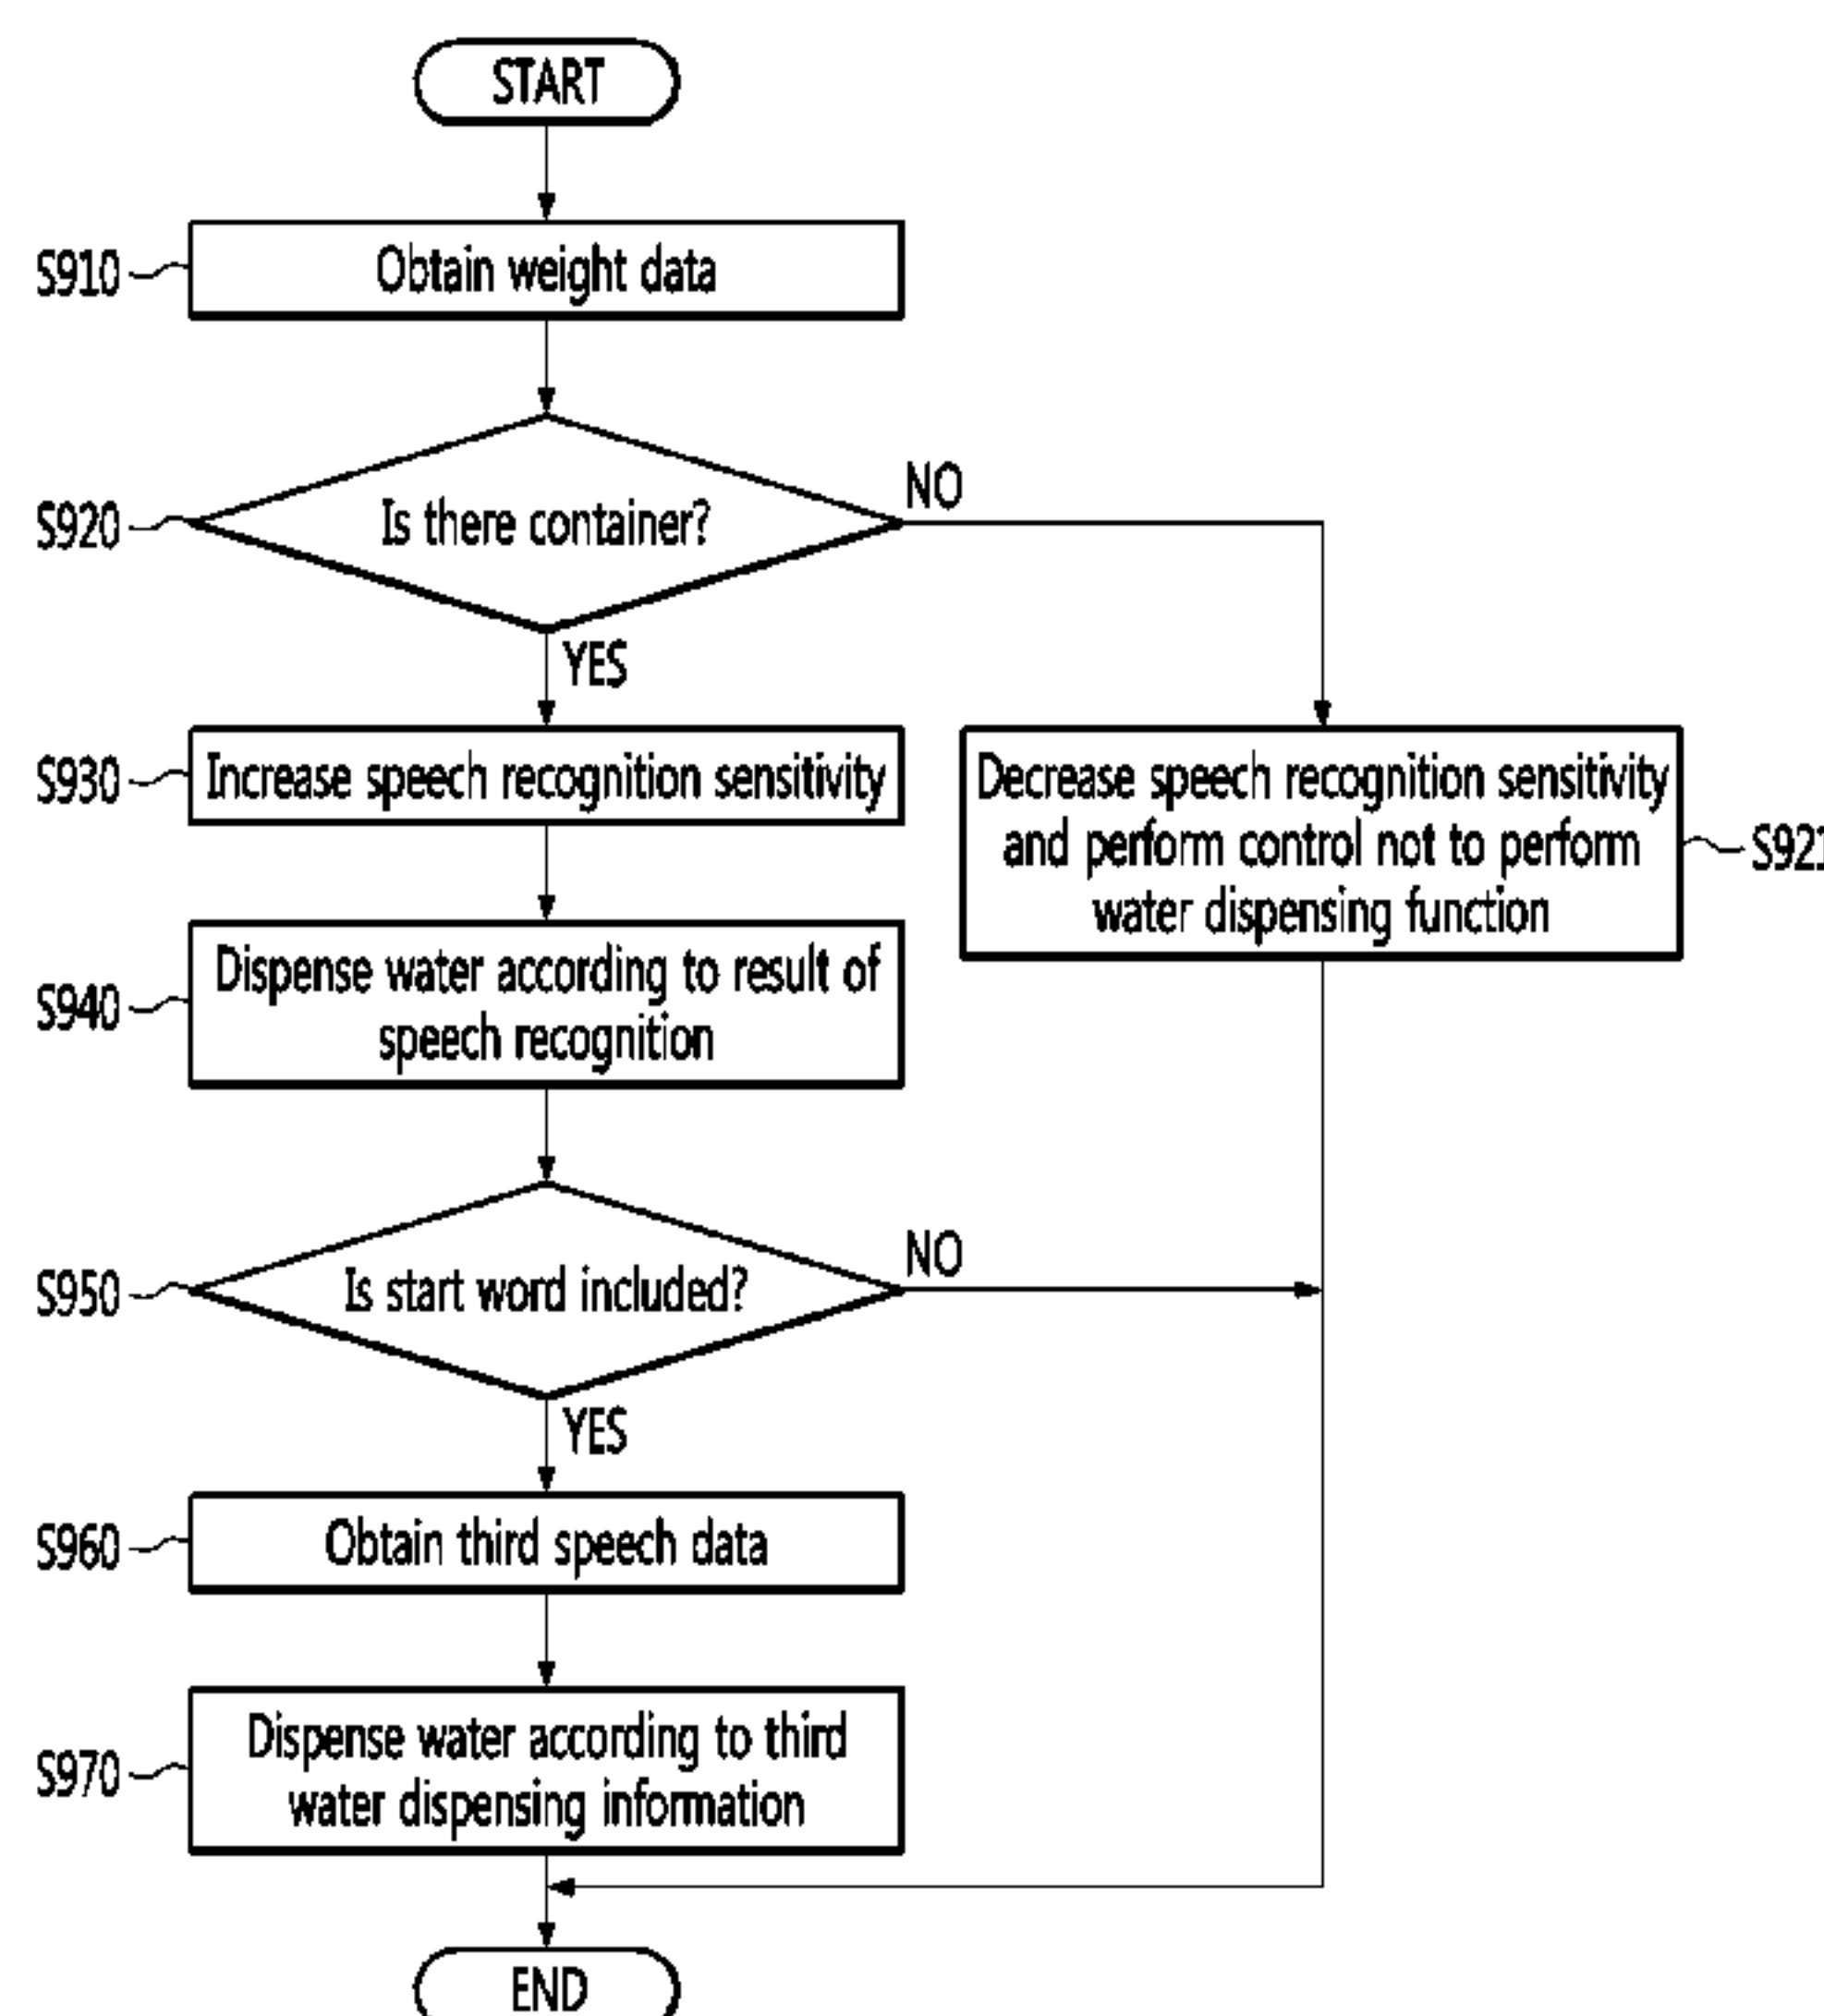 START
S910
Obtain weight data
S920
Is there container?
NO
YES
S930
Increase speech recognition sensitivity
Decrease speech recognition sensitivity
and perform control not to perform
water dispensing function
S921
S940
Dispense water according to result of
speech recognition
S950
Is start word included?
NO
YES
S960
Obtain third speech data
S970
Dispense water according to third
water dispensing information
END